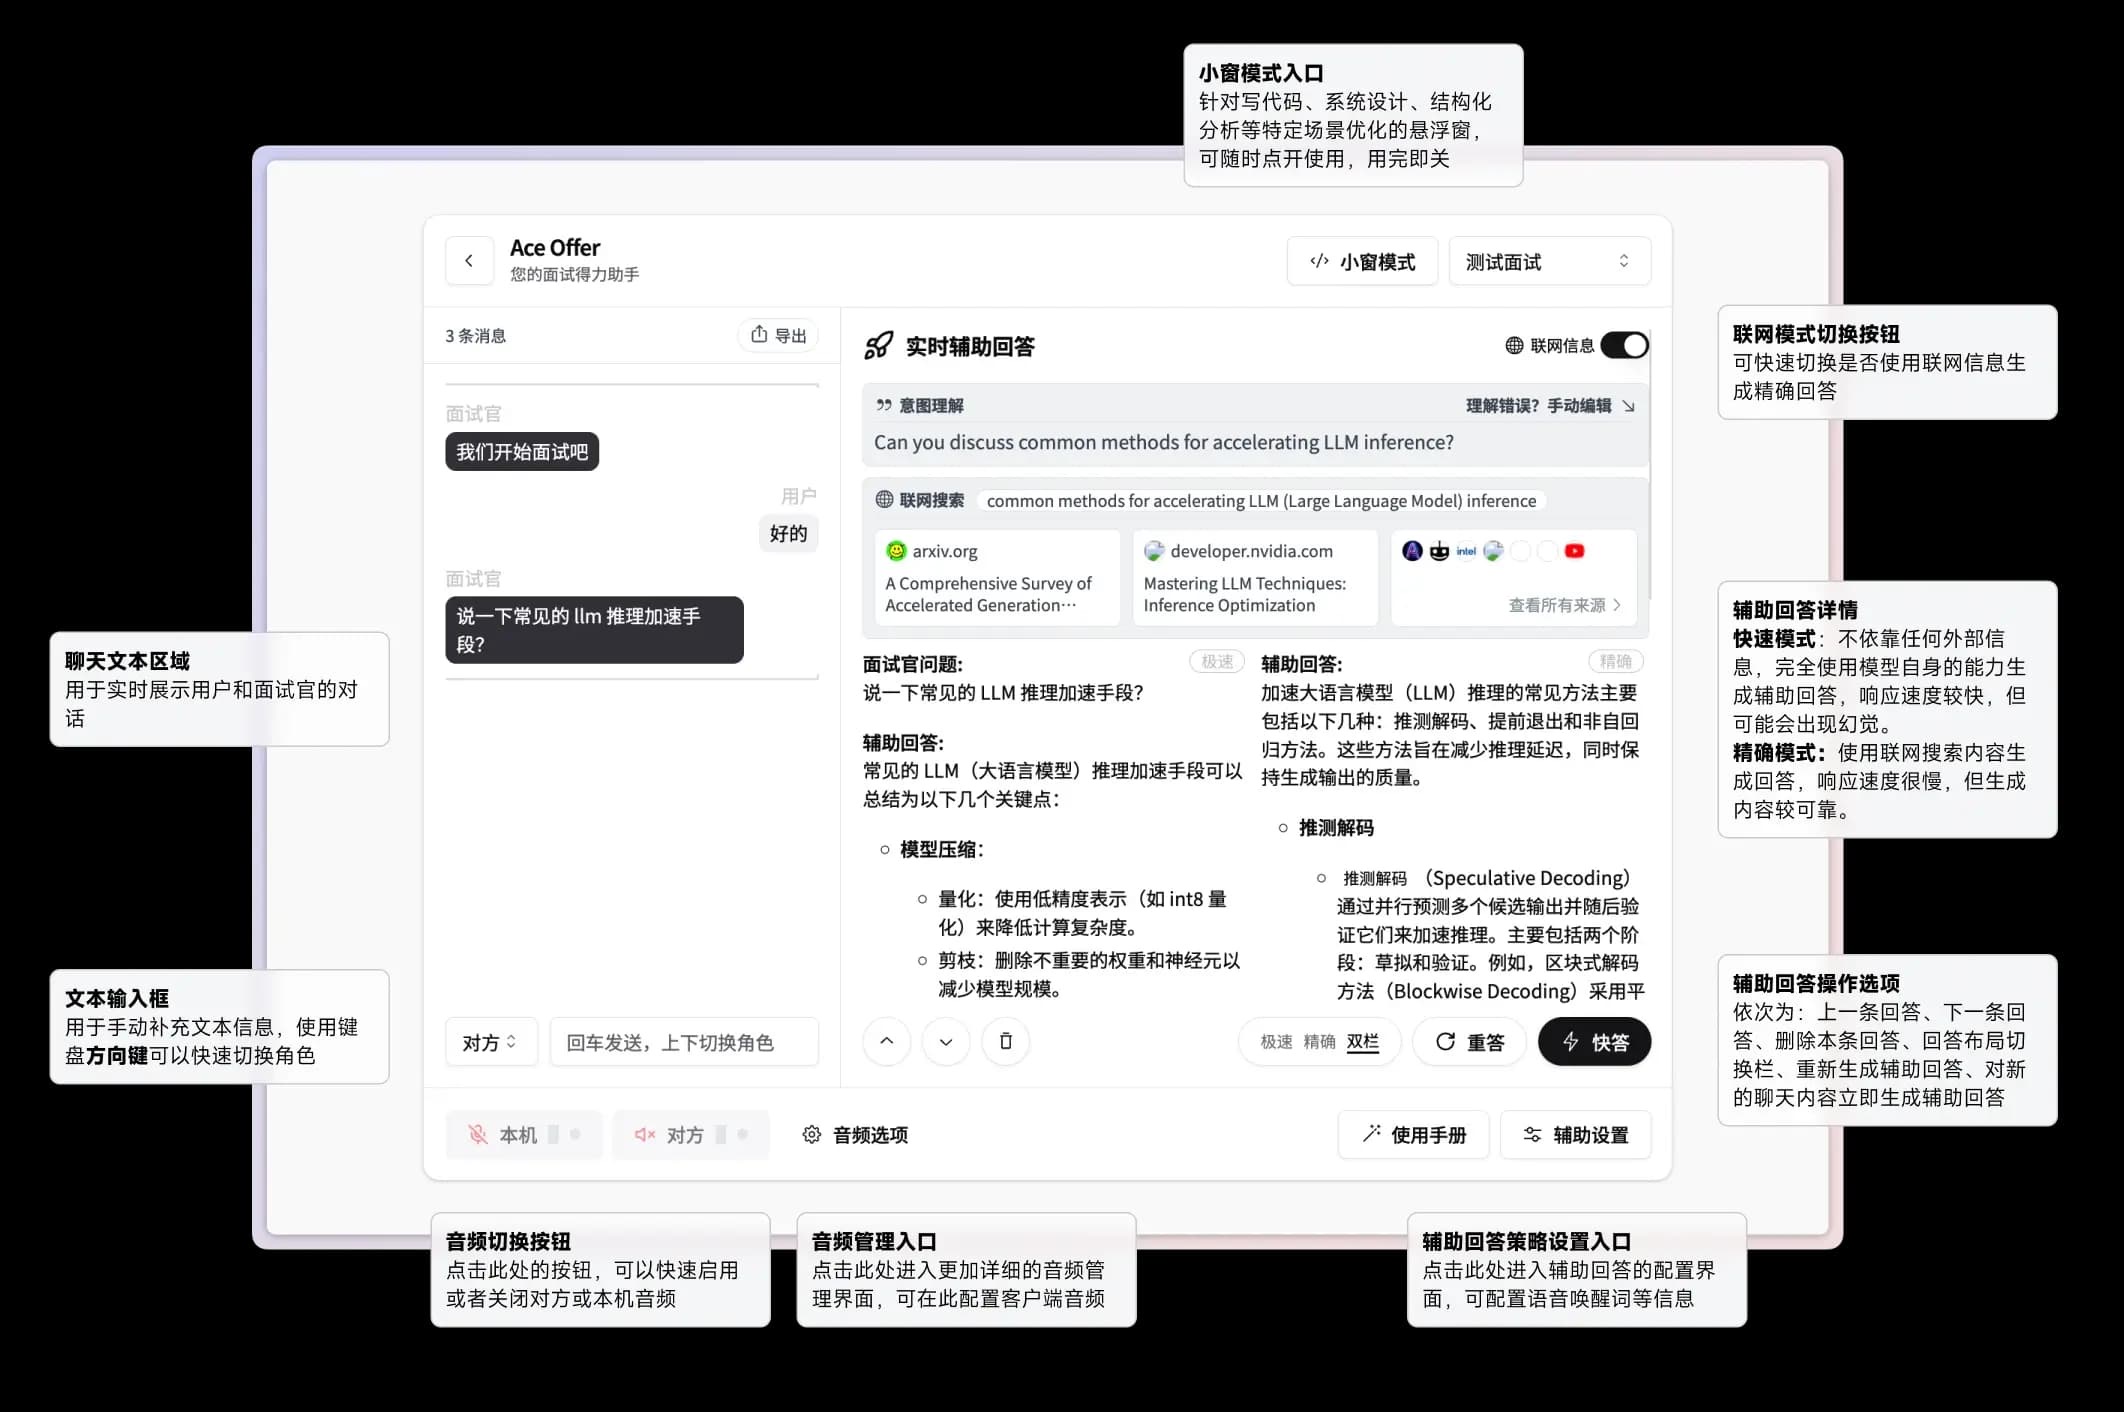 小窗模式入口
针对写代码、系统设计、结构化
分析等特定场景优化的悬浮窗，
可随时点开使用，用完即关
Ace Offer
您的面试得力助手
小窗模式
测试面试
3 条消息
导出
面试官
我们开始面试吧
用户
好的
面试官
说一下常见的 llm 推理加速手
段？
实时辅助回答
联网信息
意图理解
理解错误？手动编辑
Can you discuss common methods for accelerating LLM inference?
联网搜索
common methods for accelerating LLM (Large Language Model) inference
arxiv.org
A Comprehensive Survey of
Accelerated Generation…
developer.nvidia.com
Mastering LLM Techniques:
Inference Optimization
intel
查看所有来源
面试官问题:
极速
说一下常见的 LLM 推理加速手段？
辅助回答:
常见的 LLM（大语言模型）推理加速手段可以
总结为以下几个关键点：
模型压缩：
量化：使用低精度表示（如 int8 量
化）来降低计算复杂度。
剪枝：删除不重要的权重和神经元以
减少模型规模。
辅助回答:
精确
加速大语言模型（LLM）推理的常见方法主要
包括以下几种：推测解码、提前退出和非自回
归方法。这些方法旨在减少推理延迟，同时保
持生成输出的质量。
推测解码
推测解码 （Speculative Decoding）
通过并行预测多个候选输出并随后验
证它们来加速推理。主要包括两个阶
段：草拟和验证。例如，区块式解码
方法（Blockwise Decoding）采用平
对方
回车发送，上下切换角色
极速 精确 双栏
重答
快答
本机
对方
音频选项
使用手册
辅助设置
联网模式切换按钮
可快速切换是否使用联网信息生
成精确回答
辅助回答详情
快速模式：不依靠任何外部信
息，完全使用模型自身的能力生
成辅助回答，响应速度较快，但
可能会出现幻觉。
精确模式：使用联网搜索内容生
成回答，响应速度很慢，但生成
内容较可靠。
聊天文本区域
用于实时展示用户和面试官的对
话
文本输入框
用于手动补充文本信息，使用键
盘方向键可以快速切换角色
辅助回答操作选项
依次为：上一条回答、下一条回
答、删除本条回答、回答布局切
换栏、重新生成辅助回答、对新
的聊天内容立即生成辅助回答
音频切换按钮
点击此处的按钮，可以快速启用
或者关闭对方或本机音频
音频管理入口
点击此处进入更加详细的音频管
理界面，可在此配置客户端音频
辅助回答策略设置入口
点击此处进入辅助回答的配置界
面，可配置语音唤醒词等信息